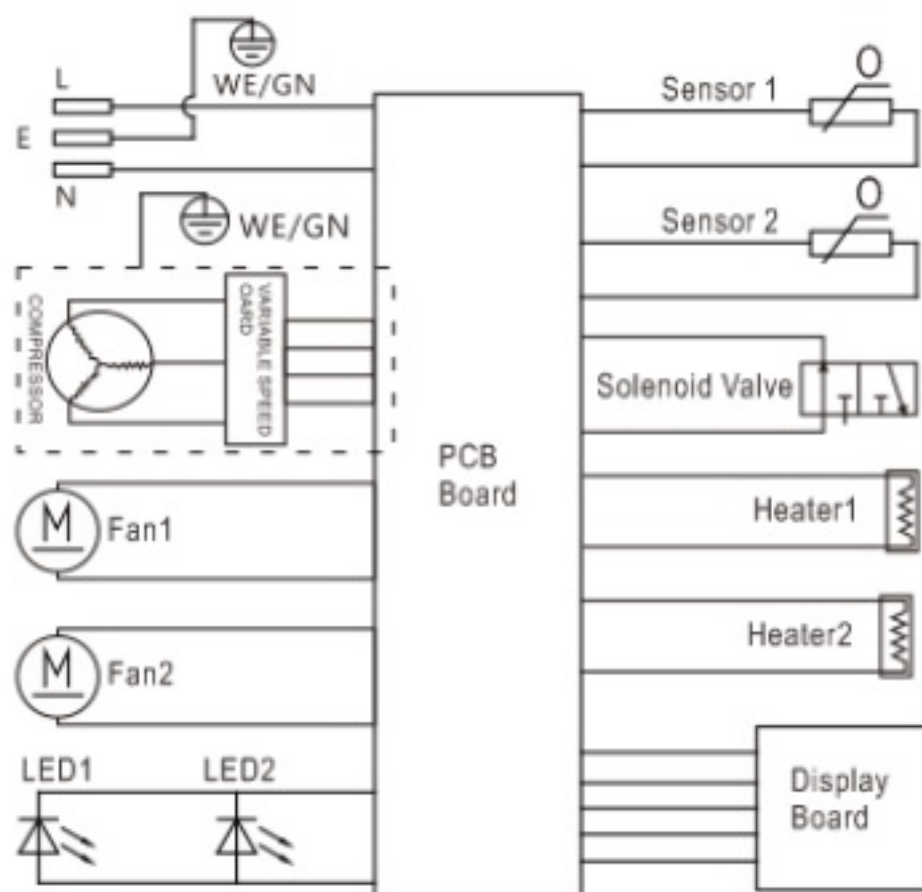 L
WE/GN
E
N
WE/GN
COMPRESSOR
VARIABLE SPEED
OARD
Fan1
Fan2
LED1
LED2
PCB
Board
Sensor 1
Sensor 2
Solenoid Valve
Heater1
Heater2
Display
Board
M
M